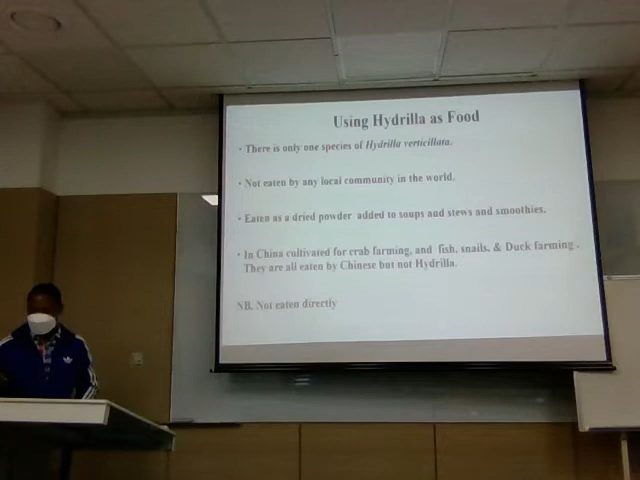 Using Hydrilla as Food
• There is only one species of Hydrilla verticillata.
• Not eaten by any local community in the world.
• Eaten as a dried powder added to soups and stews and smoothies.
• In China cultivated for crab farming, and fish, snails, & Duck farming.
They are all eaten by Chinese but not Hydrilla.
NB. Not eaten directly